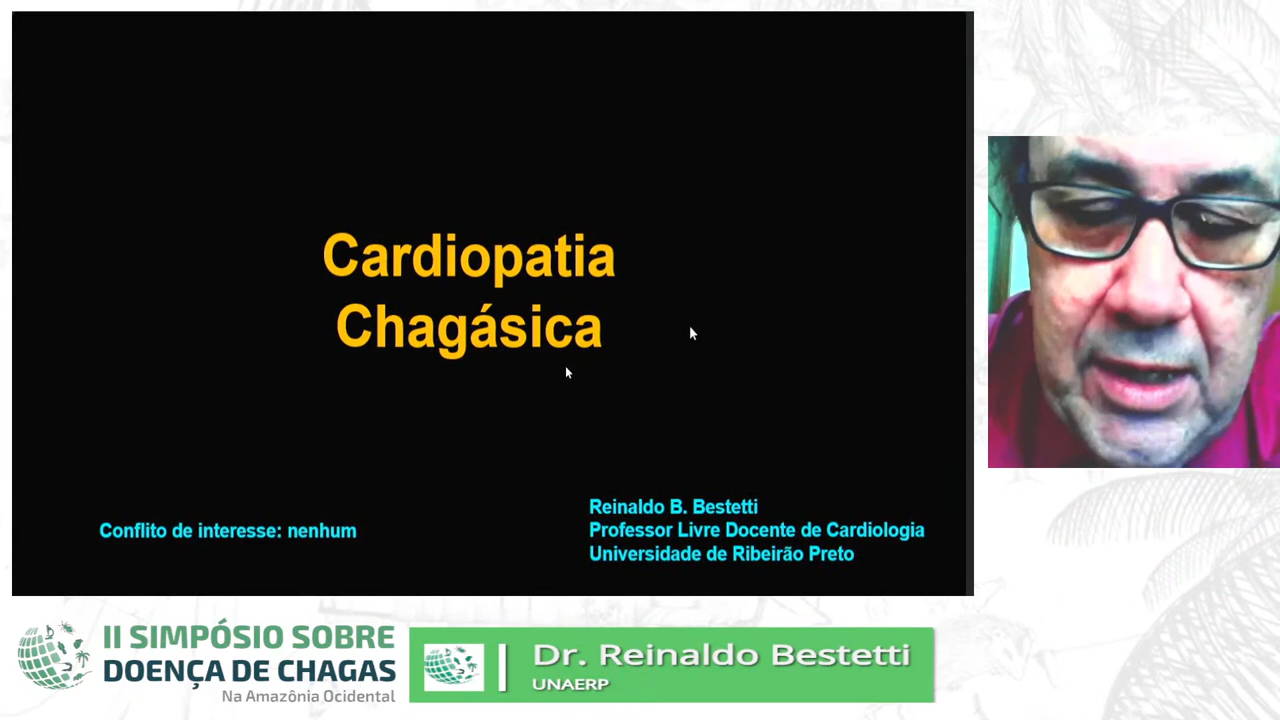 Cardiopatia
Chagásica
Conflito de interesse: nenhum
Reinaldo B. Bestetti
Professor Livre Docente de Cardiologia
Universidade de Ribeirão Preto
II SIMPÓSIO SOBRE
DOENÇA DE CHAGAS
Na Amazônia Ocidental
Dr. Reinaldo Bestetti
UNAERP